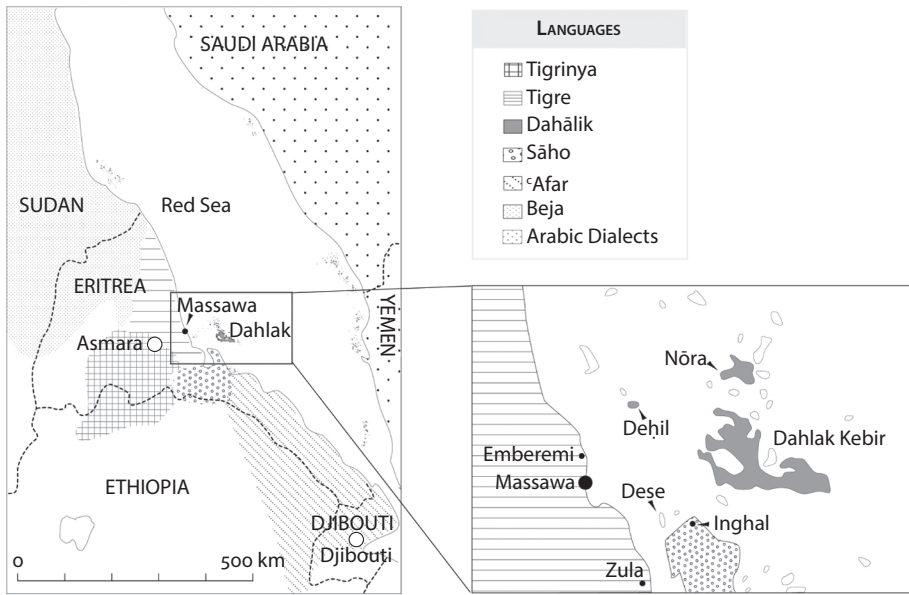 SAUDI ARABIA
SUDAN
Red Sea
ERITREA
Massawa
Dahlak
Asmara
YEMEN
ETHIOPIA
DJIBOUTI
Djibouti
0 500 km
LANGUAGES
Tigrinya
Tigre
Dahālik
Sāho
ᶜAfar
Beja
Arabic Dialects
Nōra
Deḥil
Dahlak Kebir
Emberemi
Massawa
Dese
Inghal
Zula